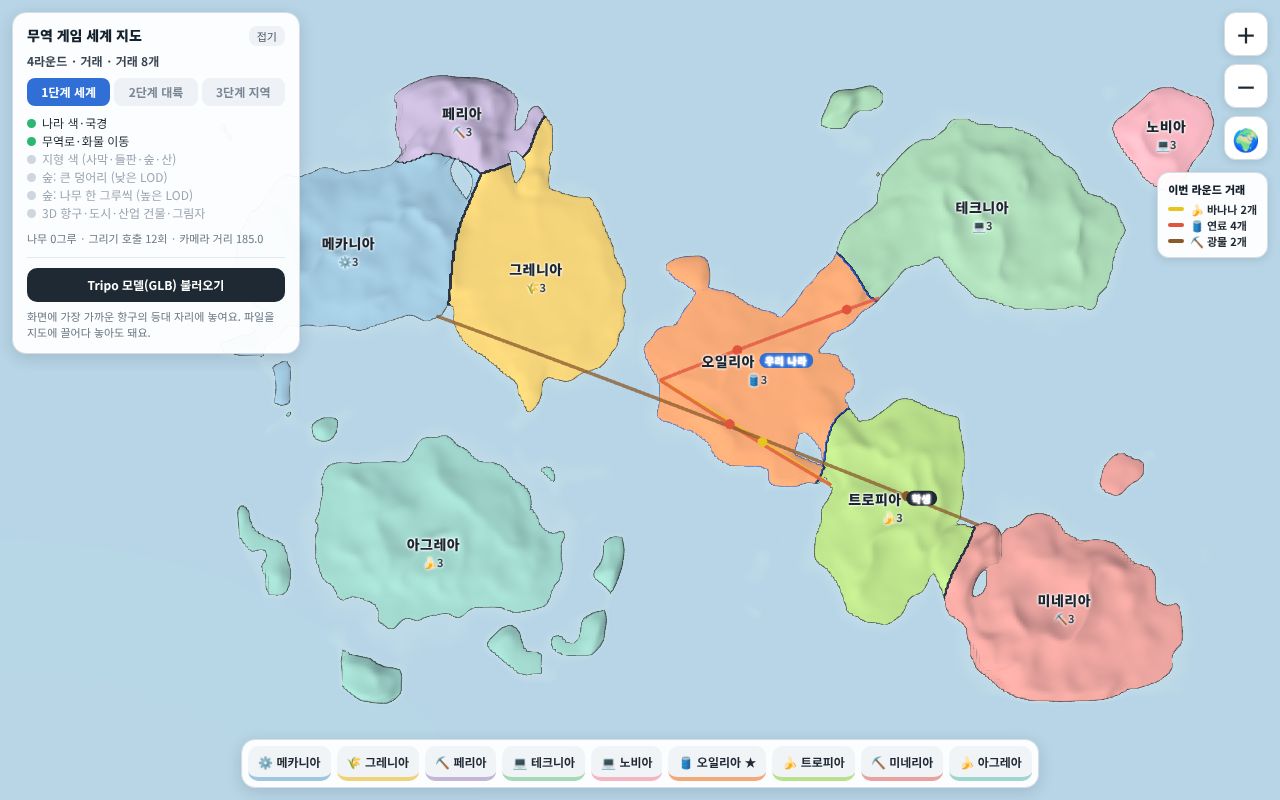 무역 게임 세계 지도
접기
4라운드 · 거래 · 거래 8개
1단계 세계
2단계 대륙
3단계 지역
나라 색·국경
무역로·화물 이동
지형 색 (사막·들판·숲·산)
숲: 큰 덩어리 (낮은 LOD)
숲: 나무 한 그루씩 (높은 LOD)
3D 항구·도시·산업 건물·그림자
나무 0그루 · 그리기 호출 12회 · 카메라 거리 185.0
Tripo 모델(GLB) 불러오기
화면에 가장 가까운 항구의 등대 자리에 놓여요. 파일을
지도에 끌어다 놓아도 돼요.
페리아
3
노비아
3
이번 라운드 거래
바나나 2개
연료 4개
광물 2개
테크니아
3
메카니아
3
그레니아
3
오일리아 우리 나라
3
트로피아 학생
3
아그레아
3
미네리아
3
메카니아
그레니아
페리아
테크니아
노비아
오일리아 ★
트로피아
미네리아
아그레아